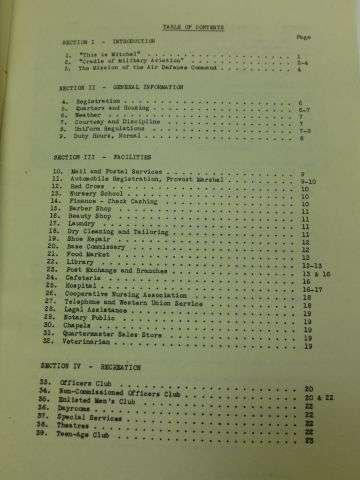 TABLE OF CONTENTS
Page
SECTION I - INTRODUCTION
1. "This is Mitchel" . . . . . . . . . . . . . . . . . . 1
2. "Cradle of Military Aviation" . . . . . . . . . . . . 2-4
3. The Mission of the Air Defense Command . . . . . . . . 4
SECTION II - GENERAL INFORMATION
4. Registration . . . . . . . . . . . . . . . . . . 6
5. Quarters and Housing . . . . . . . . . . . . . . 6-7
6. Weather . . . . . . . . . . . . . . . . . . 7
7. Courtesy and Discipline . . . . . . . . . . . . 7
8. Uniform Regulations . . . . . . . . . . . . . . 7-8
9. Duty Hours, Normal . . . . . . . . . . . . . . 8
SECTION III - FACILITIES
10. Mail and Postal Services . . . . . . . . . . . . 9
11. Automobile Registration, Provost Marshal . . . . 9-10
12. Red Cross . . . . . . . . . . . . . . . . . . 10
13. Nursery School . . . . . . . . . . . . . . . . 10
14. Finance - Check Cashing . . . . . . . . . . . . 10
15. Barber Shop . . . . . . . . . . . . . . . . . . 11
16. Beauty Shop . . . . . . . . . . . . . . . . . . 11
17. Laundry . . . . . . . . . . . . . . . . . . 11
18. Dry Cleaning and Tailoring . . . . . . . . . . . 11
19. Shoe Repair . . . . . . . . . . . . . . . . . . 12
20. Base Commissary . . . . . . . . . . . . . . . . 12
21. Food Market . . . . . . . . . . . . . . . . . . 12
22. Library . . . . . . . . . . . . . . . . . . 12-13
23. Post Exchange and Branches . . . . . . . . . . . 13 & 16
24. Cafeteria . . . . . . . . . . . . . . . . . . 16
25. Hospital . . . . . . . . . . . . . . . . . . 16-17
26. Cooperative Nursing Association . . . . . . . . 18
27. Telephone and Western Union Service . . . . . . 18
28. Legal Assistance . . . . . . . . . . . . . . . . 19
29. Notary Public . . . . . . . . . . . . . . . . . 19
30. Chapels . . . . . . . . . . . . . . . . . . 19
31. Quartermaster Sales Store . . . . . . . . . . . 19
32. Veterinarian . . . . . . . . . . . . . . . . . . 19
SECTION IV - RECREATION
33. Officers Club . . . . . . . . . . . . . . . . . 20
34. Non-Commissioned Officers Club . . . . . . . . . 20 & 22
35. Enlisted Men's Club . . . . . . . . . . . . . . 22
36. Dayrooms . . . . . . . . . . . . . . . . . . 22
37. Special Services . . . . . . . . . . . . . . . . 22
38. Theatres . . . . . . . . . . . . . . . . . . 22
39. Teen-Age Club . . . . . . . . . . . . . . . . . 23